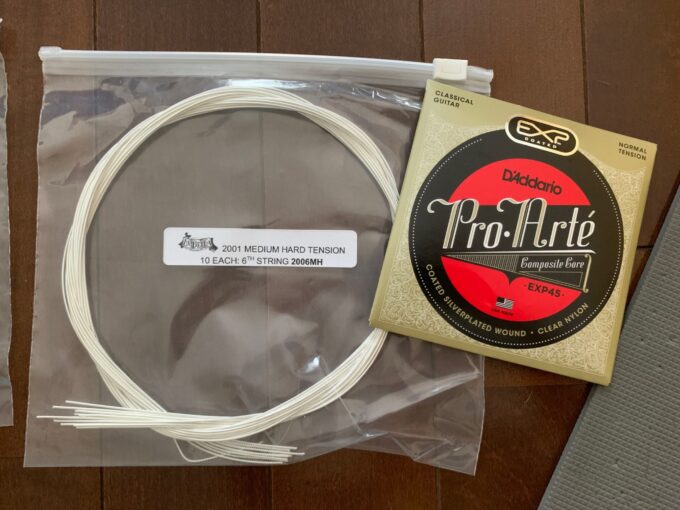 2001 MEDIUM HARD TENSION
10 EACH: 6TH STRING 2006MH
CLASSICAL
GUITAR
EXP
COATED
NORMAL
TENSION
D'Addario
Pro·Arté
Composite Core
·EXP45·
COATED SILVERPLATED WOUND · CLEAR NYLON